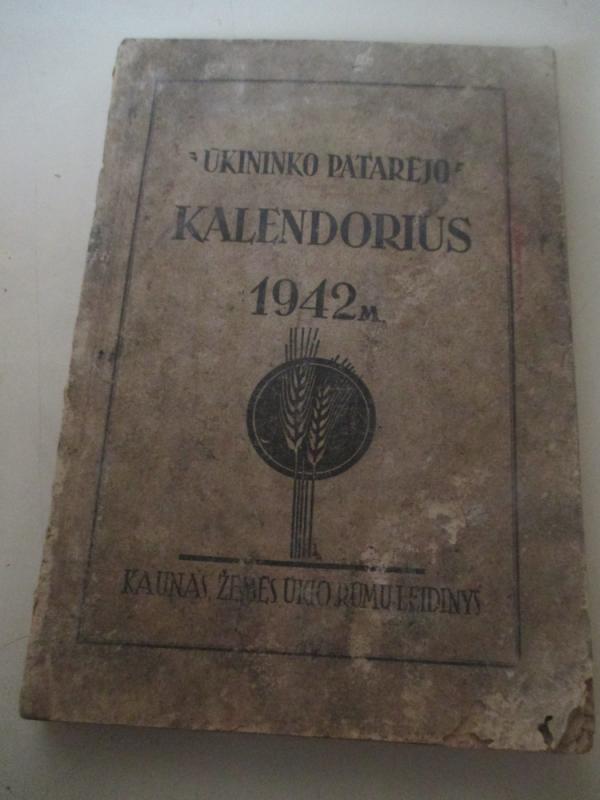 "ŪKININKO PATARĖJO"
KALENDORIUS
1942 M.
KAUNAS, ŽEMĖS ŪKIO RŪMŲ LEIDINYS